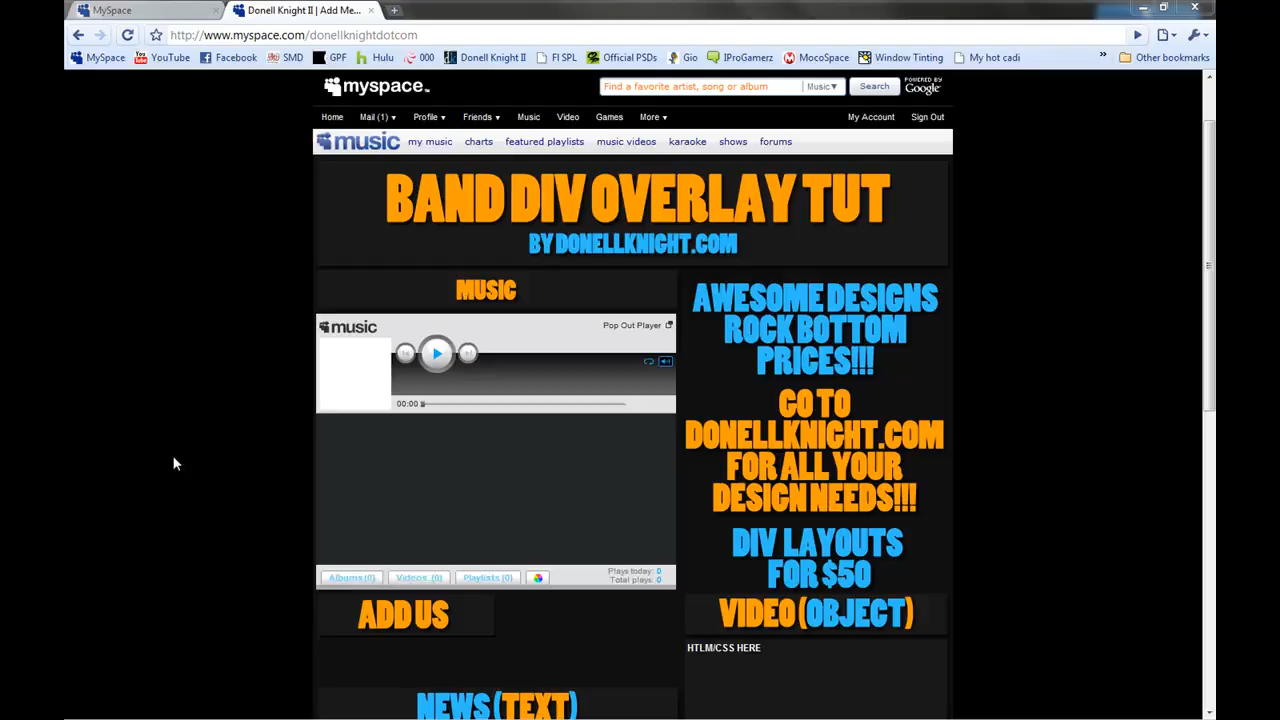 MySpace
Donell Knight II | Add Me...
http://www.myspace.com/donellknightdotcom
MySpace YouTube Facebook SMD GPF Hulu 000 Donell Knight II FI SPL Official PSDs Gio IProGamerz MocoSpace Window Tinting My hot cadi » Other bookmarks
myspace
Find a favorite artist, song or album
Music▼
Search
POWERED BY
Google
Home Mail (1) ▼ Profile ▼ Friends ▼ Music Video Games More ▼ My Account Sign Out
music my music charts featured playlists music videos karaoke shows forums
BAND DIV OVERLAY TUT
BY DONELLKNIGHT.COM
MUSIC
music
Pop Out Player
00:00
Albums (0) Videos (0) Playlists (0)
Plays today: 0
Total plays: 0
ADD US
NEWS (TEXT)
AWESOME DESIGNS
ROCK BOTTOM
PRICES!!!
GO TO
DONELLKNIGHT.COM
FOR ALL YOUR
DESIGN NEEDS!!!
DIV LAYOUTS
FOR $50
VIDEO (OBJECT)
HTLM/CSS HERE